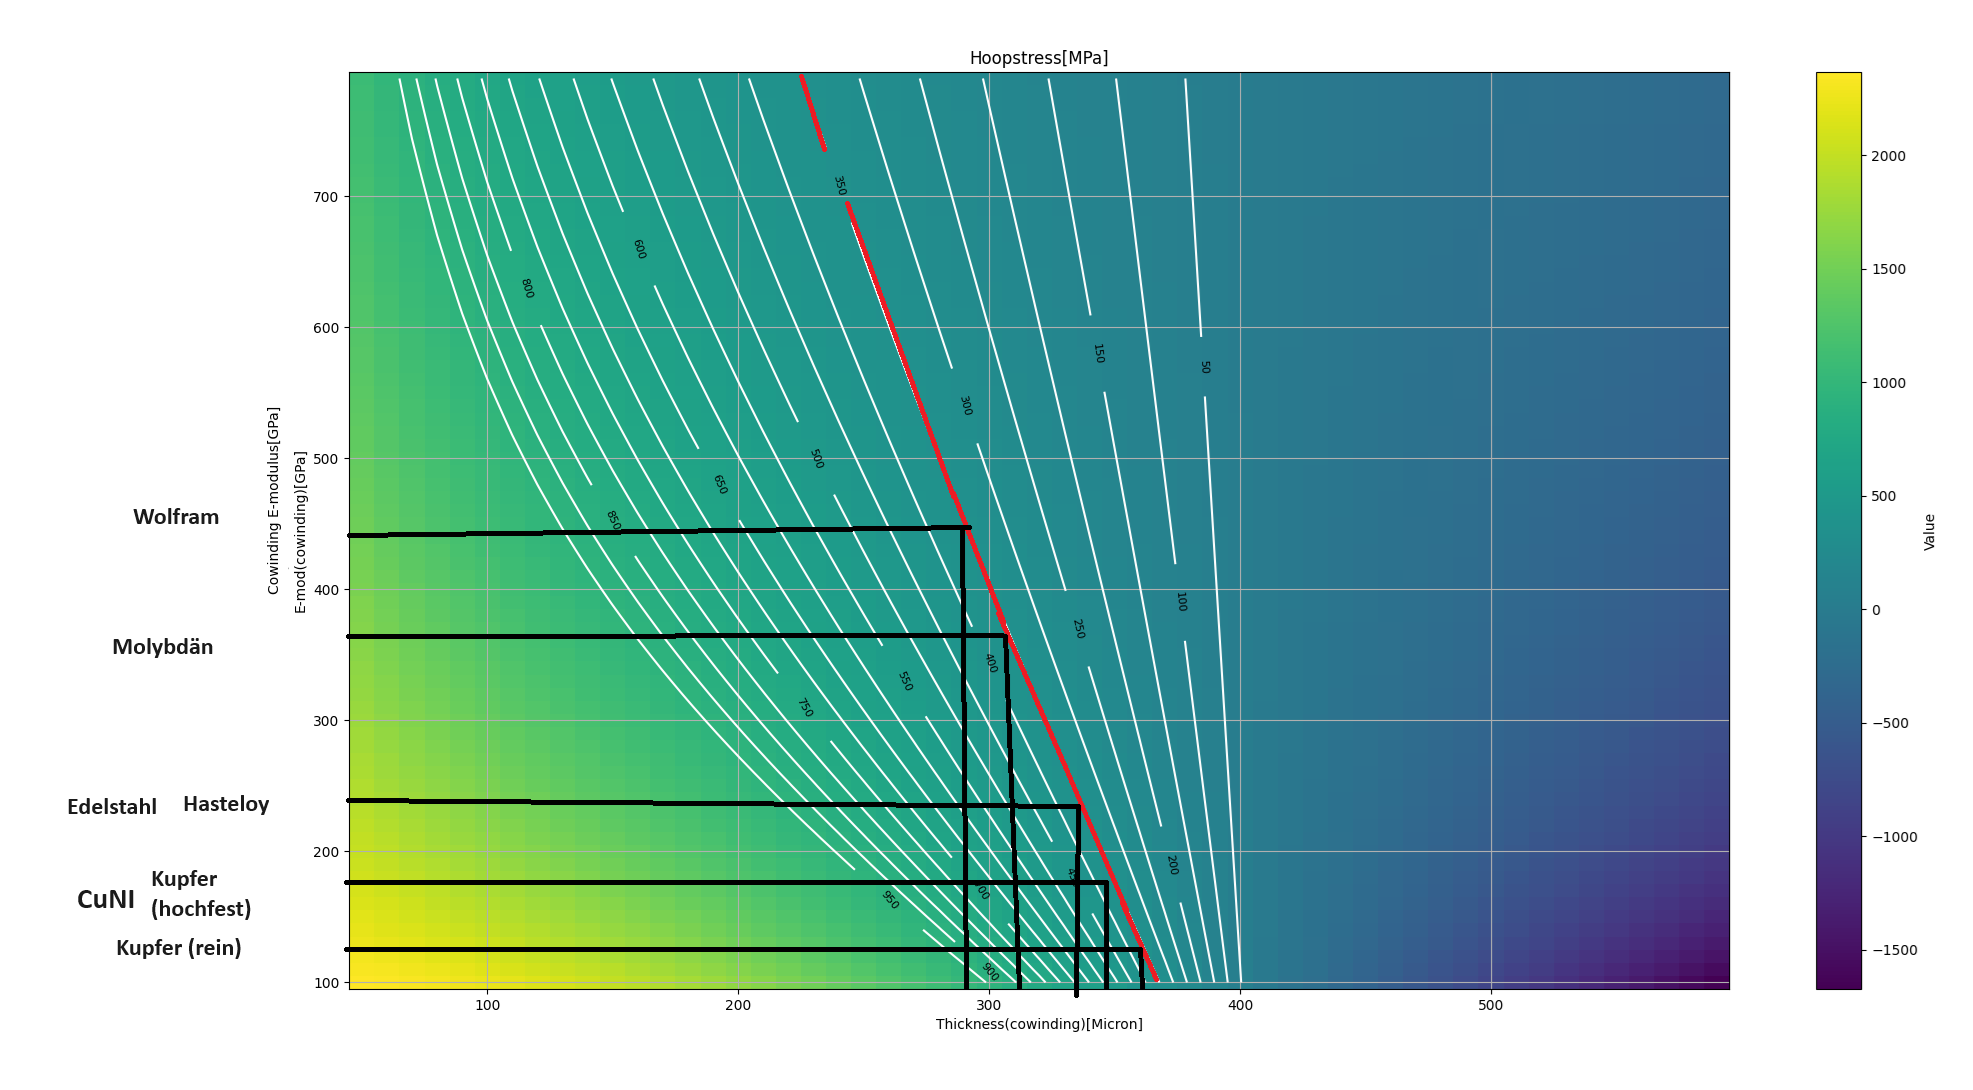 Hoopstress[MPa]
Cowinding E-modulus[GPa]
E-mod(cowinding)[GPa]
700
600
500
400
300
200
100
Wolfram
Molybdän
Edelstahl Hasteloy
CuNI Kupfer
(hochfest)
Kupfer (rein)
350
600
800
150
50
300
500
650
850
100
250
400
550
750
200
950
900
100 200 300 400 500
Thickness(cowinding)[Micron]
2000
1500
1000
500
0
−500
−1000
−1500
Value